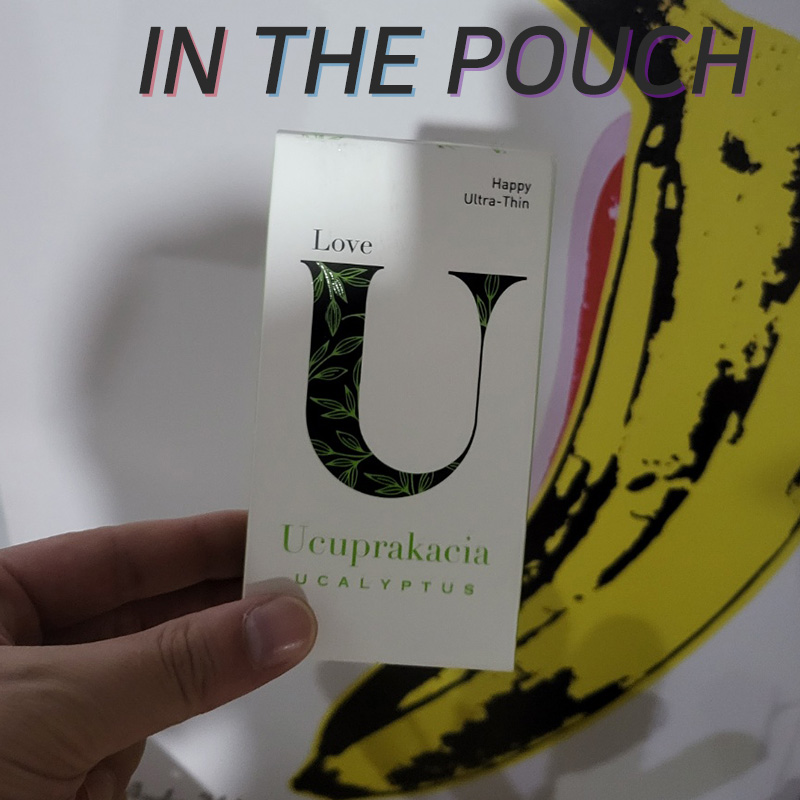 IN THE POUCH
Happy
Ultra-Thin
Love
U
Ucuprakacia
UCALYPTUS